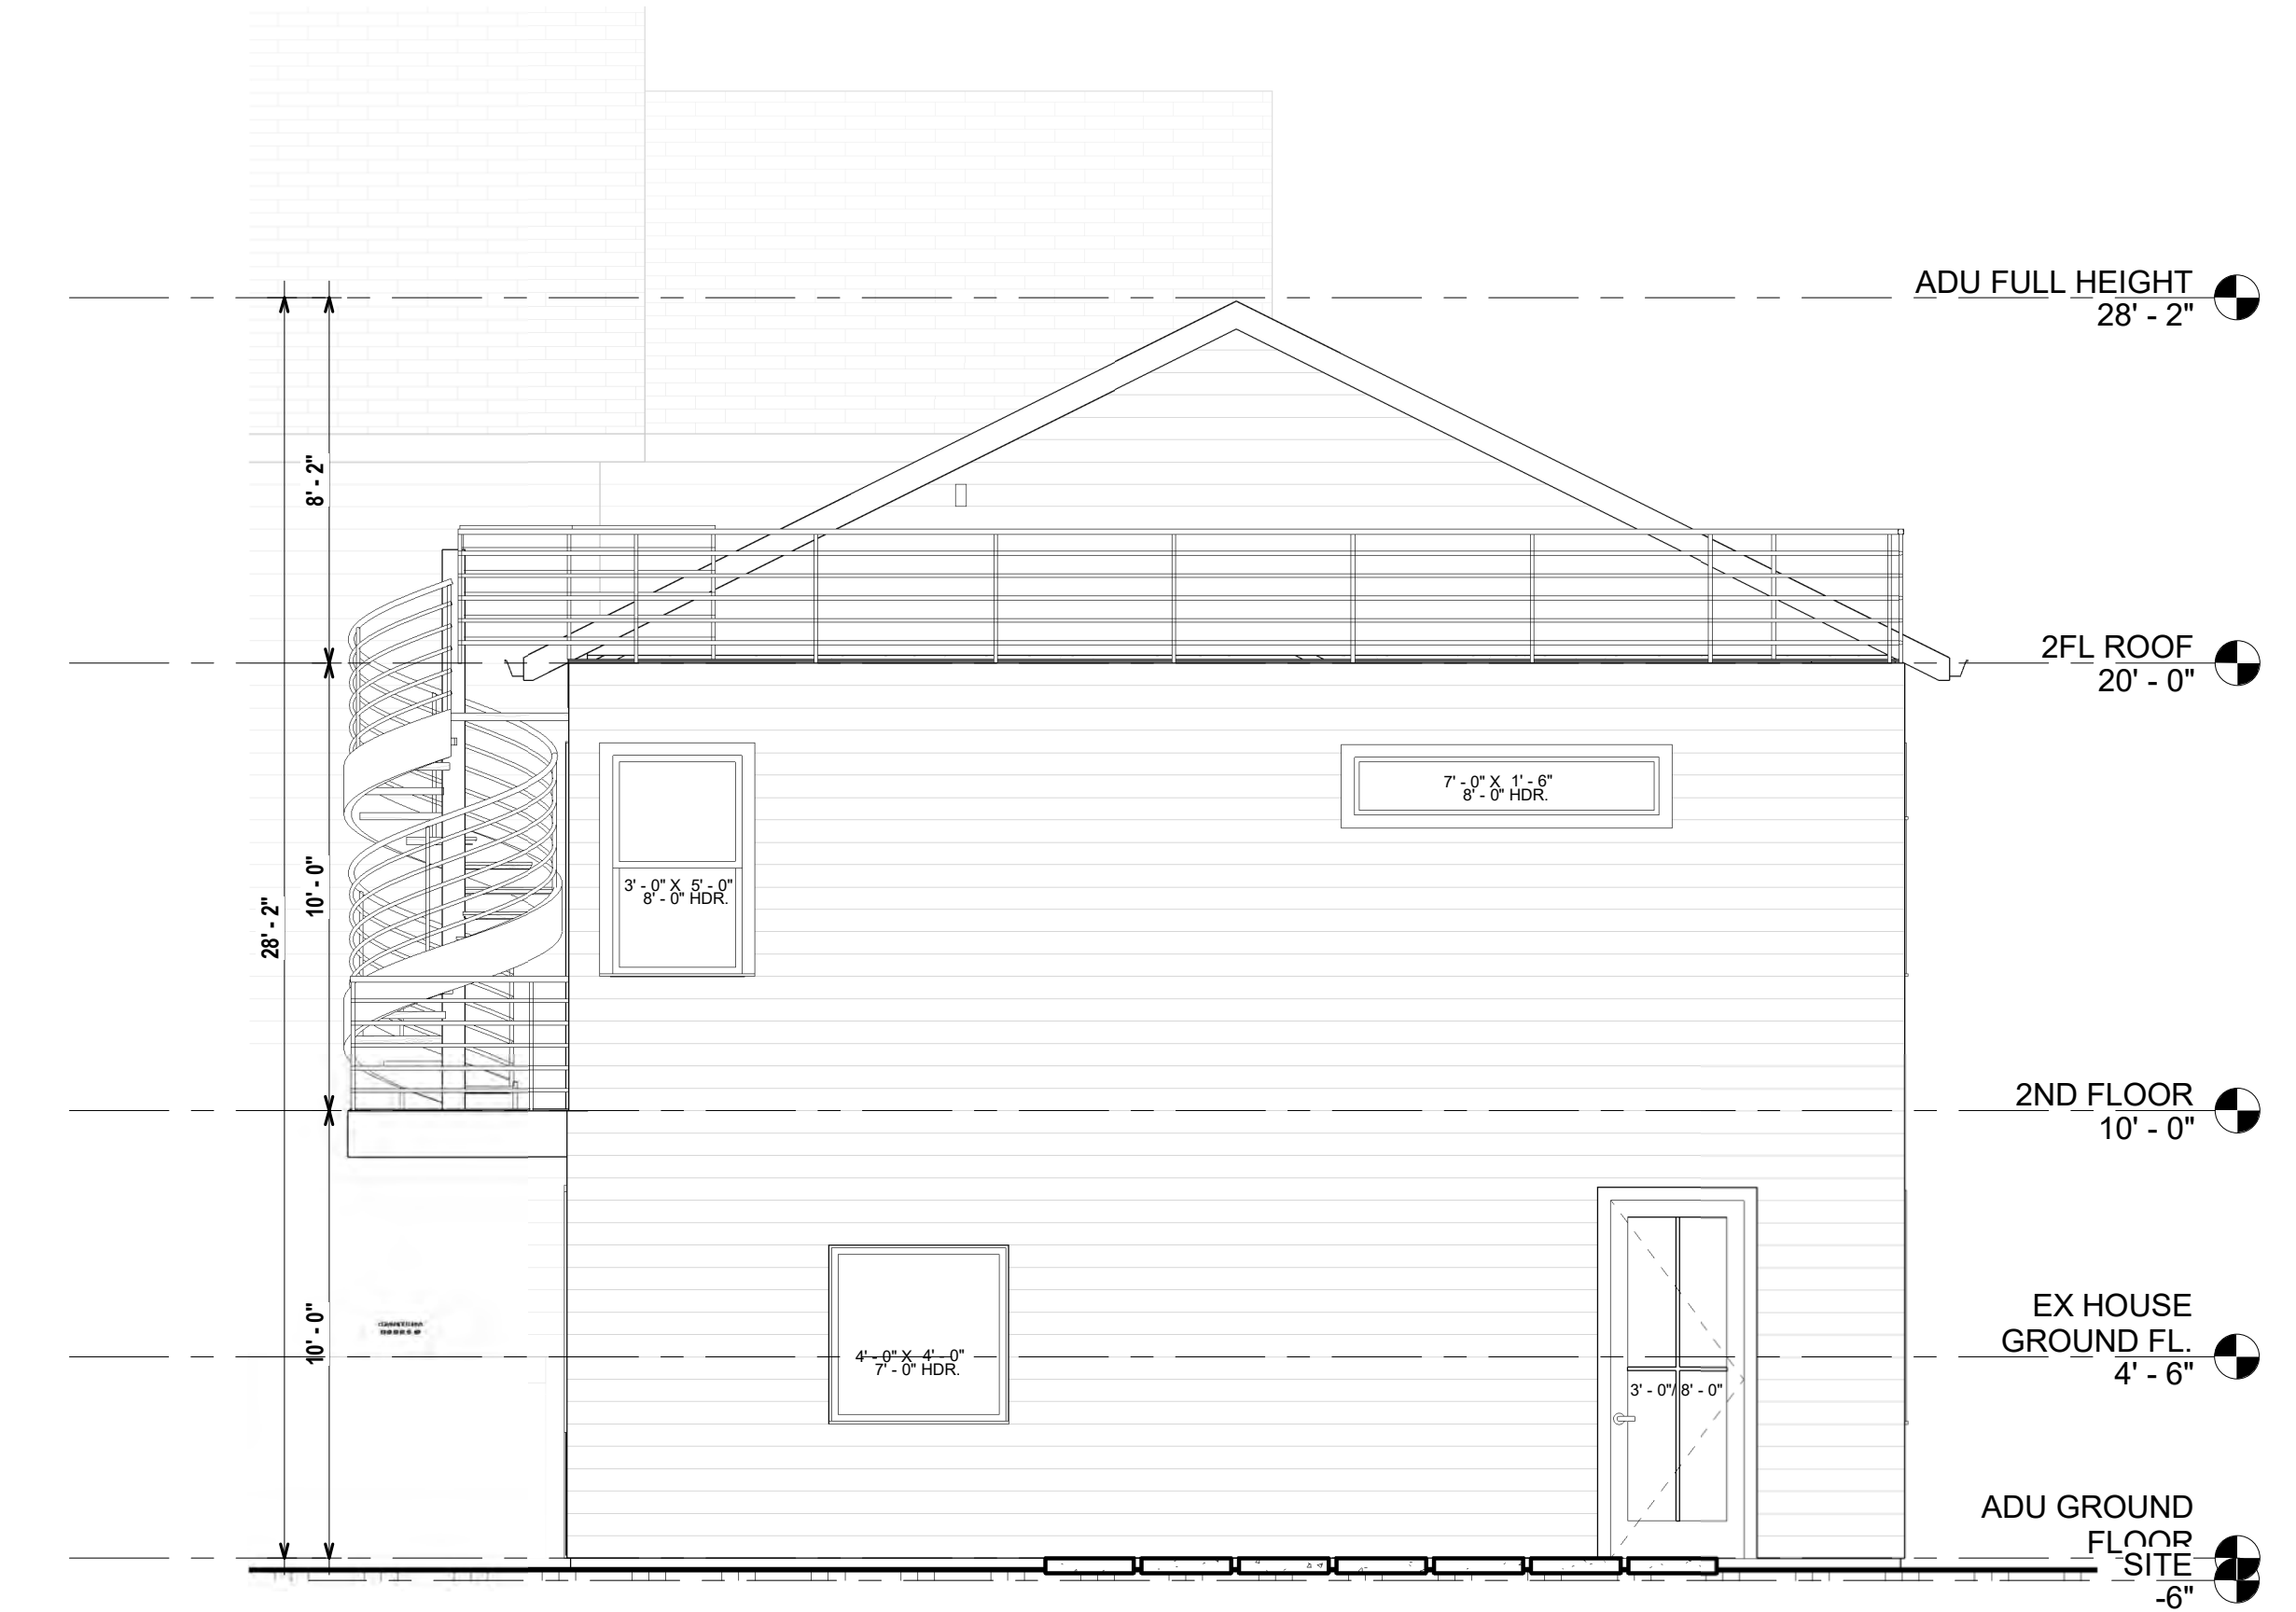 ADU FULL HEIGHT
28' - 2"
8' - 2"
2FL ROOF
20' - 0"
7' - 0" X 1' - 6"
8' - 0" HDR.
3' - 0" X 5' - 0"
8' - 0" HDR.
10' - 0"
28' - 2"
2ND FLOOR
10' - 0"
EX HOUSE
GROUND FL.
4' - 6"
10' - 0"
4' - 0" X 4' - 0"
7' - 0" HDR.
3' - 0"/ 8' - 0"
ADU GROUND
FLOOR
SITE
-6"